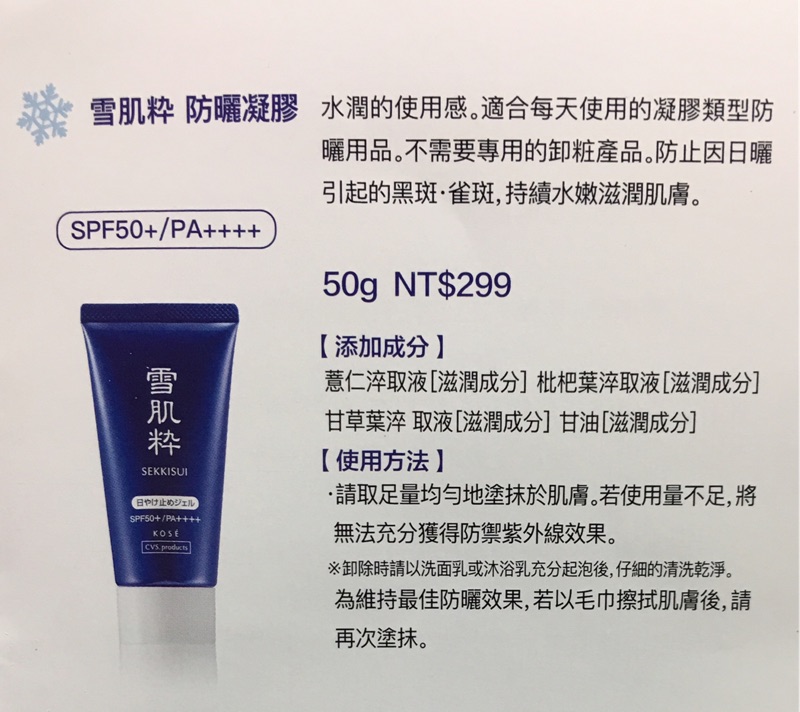 雪肌粋 防曬凝膠
水潤的使用感。適合每天使用的凝膠類型防
曬用品。不需要專用的卸粧產品。防止因日曬
引起的黑斑·雀斑,持續水嫩滋潤肌膚。
SPF50+/PA++++
50g NT$299
【添加成分】
薏仁淬取液[滋潤成分] 枇杷葉淬取液[滋潤成分]
甘草葉淬 取液[滋潤成分] 甘油[滋潤成分]
【使用方法】
·請取足量均勻地塗抹於肌膚。若使用量不足,將
無法充分獲得防禦紫外線效果。
※卸除時請以洗面乳或沐浴乳充分起泡後,仔細的清洗乾淨。
為維持最佳防曬效果,若以毛巾擦拭肌膚後,請
再次塗抹。
雪肌粋
SEKKISUI
日やけ止めジェル
SPF50+/PA++++
KOSÉ
CVS.products